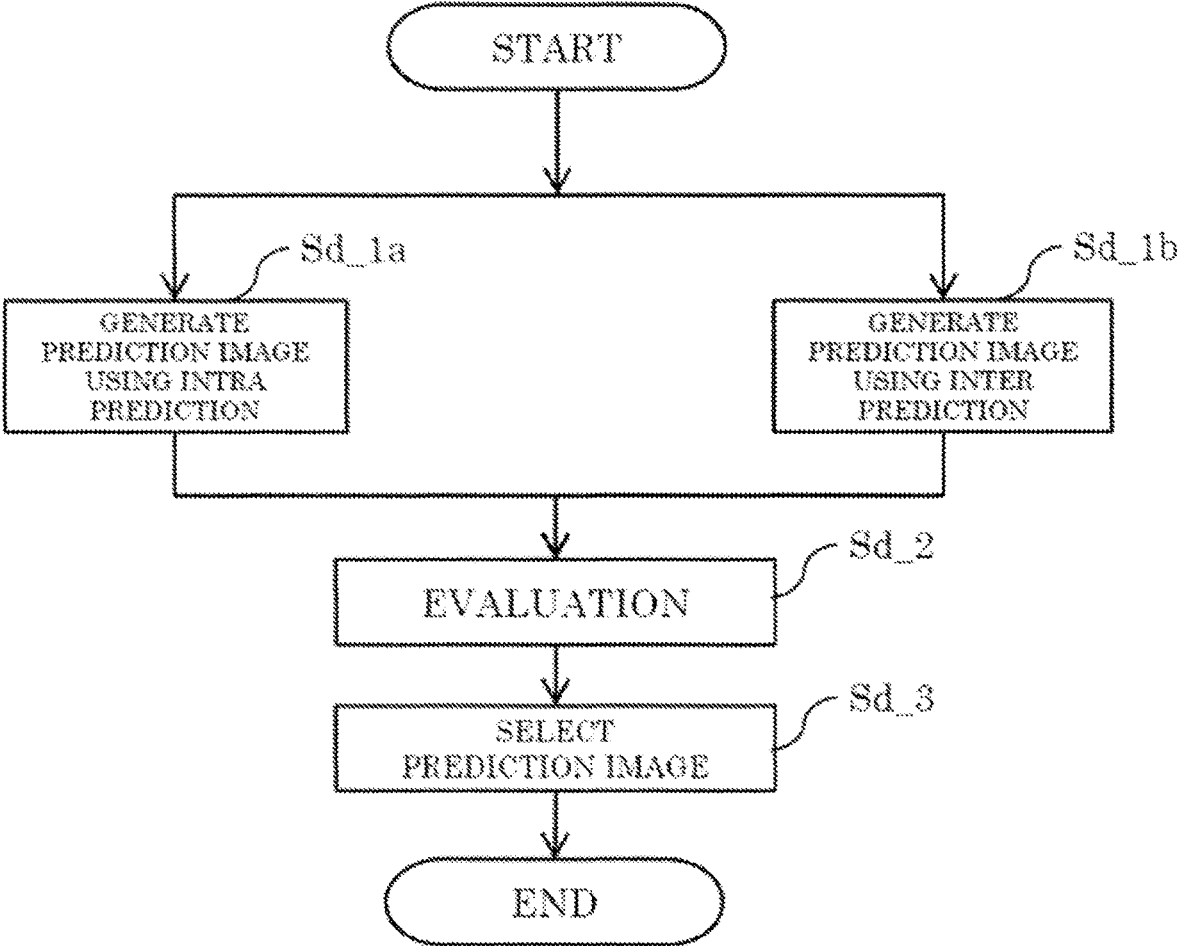 START
Sd_1a
Sd_1b
GENERATE
PREDICTION IMAGE
USING INTRA
PREDICTION
GENERATE
PREDICTION IMAGE
USING INTER
PREDICTION
Sd_2
EVALUATION
Sd_3
SELECT
PREDICTION IMAGE
END